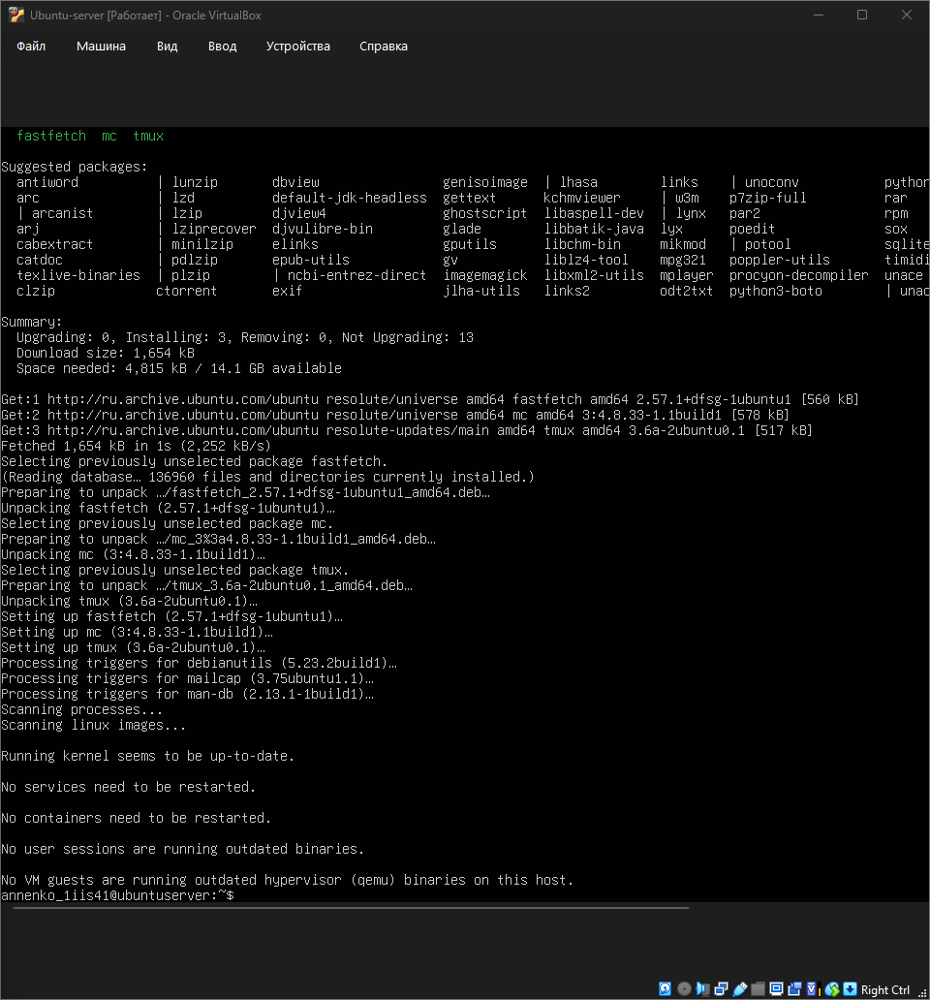 Ubuntu-server [Работает] - Oracle VirtualBox
Файл Машина Вид Ввод Устройства Справка
fastfetch mc tmux
Suggested packages:
antiword | lunzip dbview genisoimage | lhasa links | unoconv python
arc | lzd default-jdk-headless gettext kchmviewer | w3m p7zip-full rar
| arcanist | lzip djview4 ghostscript libaspell-dev | lynx par2 rpm
arj | lziprecover djvulibre-bin glade libbatik-java lyx poedit sox
cabextract | minilzip elinks gputils libchm-bin mikmod | potool sqlite
catdoc | pdlzip epub-utils gv liblz4-tool mpg321 poppler-utils timidi
texlive-binaries | plzip | ncbi-entrez-direct imagemagick libxml2-utils mplayer procyon-decompiler unace
clzip ctorrent exif jlha-utils links2 odt2txt python3-boto | unac
Summary:
Upgrading: 0, Installing: 3, Removing: 0, Not Upgrading: 13
Download size: 1,654 kB
Space needed: 4,815 kB / 14.1 GB available
Get:1 http://ru.archive.ubuntu.com/ubuntu resolute/universe amd64 fastfetch amd64 2.57.1+dfsg-1ubuntu1 [560 kB]
Get:2 http://ru.archive.ubuntu.com/ubuntu resolute/universe amd64 mc amd64 3:4.8.33-1.1build1 [578 kB]
Get:3 http://ru.archive.ubuntu.com/ubuntu resolute-updates/main amd64 tmux amd64 3.6a-2ubuntu0.1 [517 kB]
Fetched 1,654 kB in 1s (2,252 kB/s)
Selecting previously unselected package fastfetch.
(Reading database… 136960 files and directories currently installed.)
Preparing to unpack …/fastfetch_2.57.1+dfsg-1ubuntu1_amd64.deb…
Unpacking fastfetch (2.57.1+dfsg-1ubuntu1)…
Selecting previously unselected package mc.
Preparing to unpack …/mc_3%3a4.8.33-1.1build1_amd64.deb…
Unpacking mc (3:4.8.33-1.1build1)…
Selecting previously unselected package tmux.
Preparing to unpack …/tmux_3.6a-2ubuntu0.1_amd64.deb…
Unpacking tmux (3.6a-2ubuntu0.1)…
Setting up fastfetch (2.57.1+dfsg-1ubuntu1)…
Setting up mc (3:4.8.33-1.1build1)…
Setting up tmux (3.6a-2ubuntu0.1)…
Processing triggers for debianutils (5.23.2build1)…
Processing triggers for mailcap (3.75ubuntu1.1)…
Processing triggers for man-db (2.13.1-1build1)…
Scanning processes...
Scanning linux images...
Running kernel seems to be up-to-date.
No services need to be restarted.
No containers need to be restarted.
No user sessions are running outdated binaries.
No VM guests are running outdated hypervisor (qemu) binaries on this host.
annenko_1iis41@ubuntuserver:~$
Right Ctrl